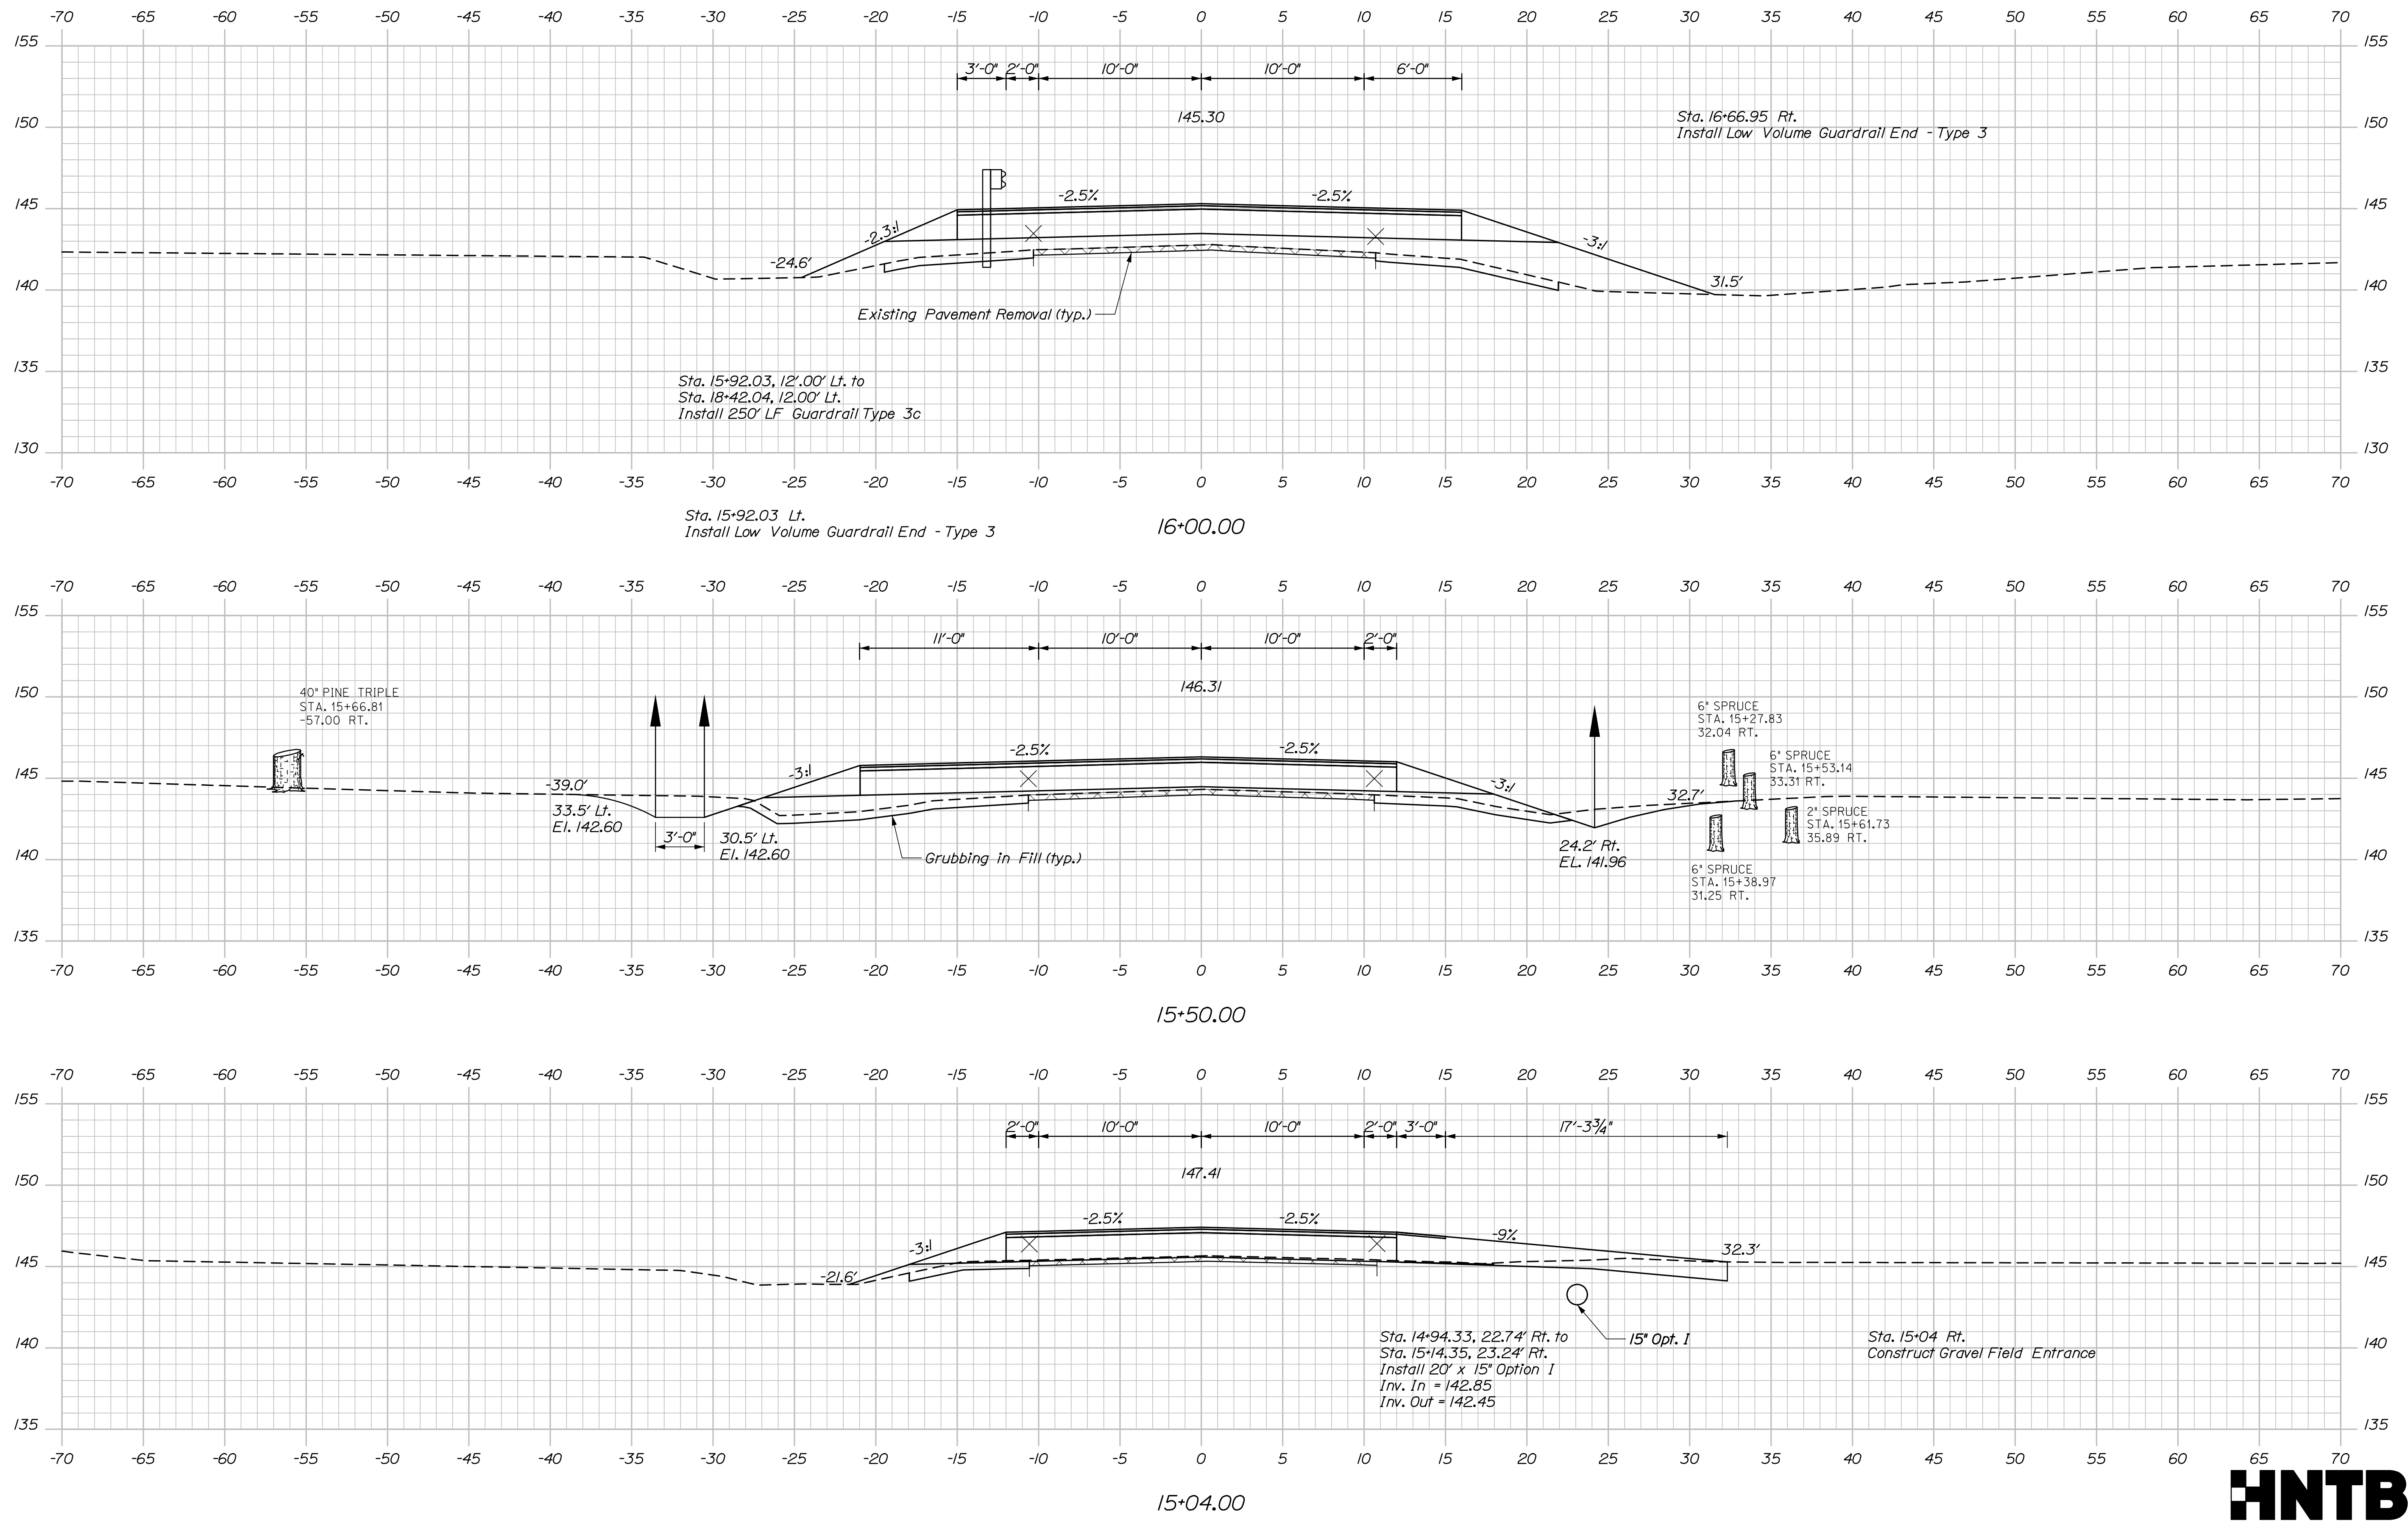 -70 -65 -60 -55 -50 -45 -40 -35 -30 -25 -20 -15 -10 -5 0 5 10 15 20 25 30 35 40 45 50 55 60 65 70
155 155
3'-0" 2'-0" 10'-0" 10'-0" 6'-0"
145.30
Sta. 16+66.95 Rt.
Install Low Volume Guardrail End - Type 3
150 150
-2.5% -2.5%
145 145
-2.3:1 -3:1
-24.6' 31.5'
140 140
Existing Pavement Removal (typ.)
135 135
Sta. 15+92.03, 12'.00' Lt. to
Sta. 18+42.04, 12.00' Lt.
Install 250' LF Guardrail Type 3c
130 130
-70 -65 -60 -55 -50 -45 -40 -35 -30 -25 -20 -15 -10 -5 0 5 10 15 20 25 30 35 40 45 50 55 60 65 70
Sta. 15+92.03 Lt.
Install Low Volume Guardrail End - Type 3
16+00.00
-70 -65 -60 -55 -50 -45 -40 -35 -30 -25 -20 -15 -10 -5 0 5 10 15 20 25 30 35 40 45 50 55 60 65 70
155 155
11'-0" 10'-0" 10'-0" 2'-0"
146.31
150 150
40" PINE TRIPLE
STA. 15+66.81
-57.00 RT.
6" SPRUCE
STA. 15+27.83
32.04 RT.
-2.5% -2.5%
6" SPRUCE
STA. 15+53.14
33.31 RT.
145 145
-3:1 -3:1
-39.0' 32.7'
33.5' Lt.
El. 142.60
3'-0"
30.5' Lt.
El. 142.60
2" SPRUCE
STA. 15+61.73
35.89 RT.
Grubbing in Fill (typ.)
24.2' Rt.
EL. 141.96
140 140
6" SPRUCE
STA. 15+38.97
31.25 RT.
135 135
-70 -65 -60 -55 -50 -45 -40 -35 -30 -25 -20 -15 -10 -5 0 5 10 15 20 25 30 35 40 45 50 55 60 65 70
15+50.00
-70 -65 -60 -55 -50 -45 -40 -35 -30 -25 -20 -15 -10 -5 0 5 10 15 20 25 30 35 40 45 50 55 60 65 70
155 155
2'-0" 10'-0" 10'-0" 2'-0" 3'-0" 17'-3¾"
147.41
150 150
-2.5% -2.5%
-3:1 -9%
32.3'
145 145
-21.6'
140 140
Sta. 14+94.33, 22.74' Rt. to
Sta. 15+14.35, 23.24' Rt.
Install 20' x 15" Option I
Inv. In = 142.85
Inv. Out = 142.45
15" Opt. I
Sta. 15+04 Rt.
Construct Gravel Field Entrance
135 135
-70 -65 -60 -55 -50 -45 -40 -35 -30 -25 -20 -15 -10 -5 0 5 10 15 20 25 30 35 40 45 50 55 60 65 70
15+04.00
HNTB